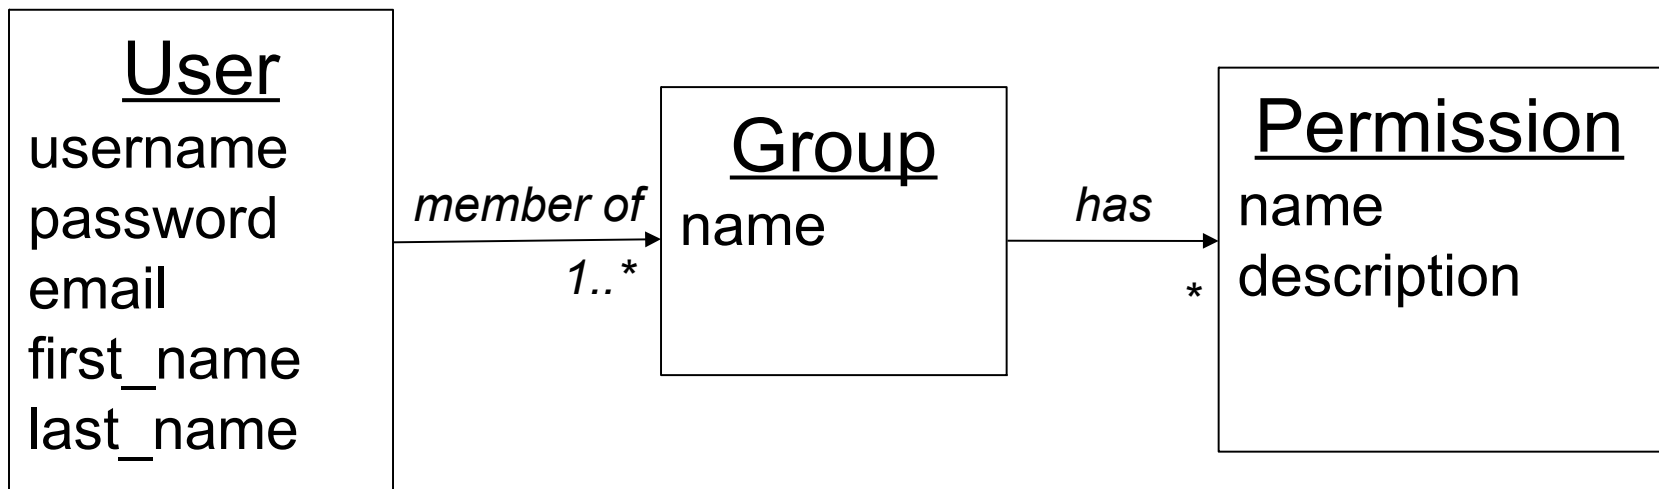 User
username
password
email
first_name
last_name
member of
1..*
Group
name
has
*
Permission
name
description